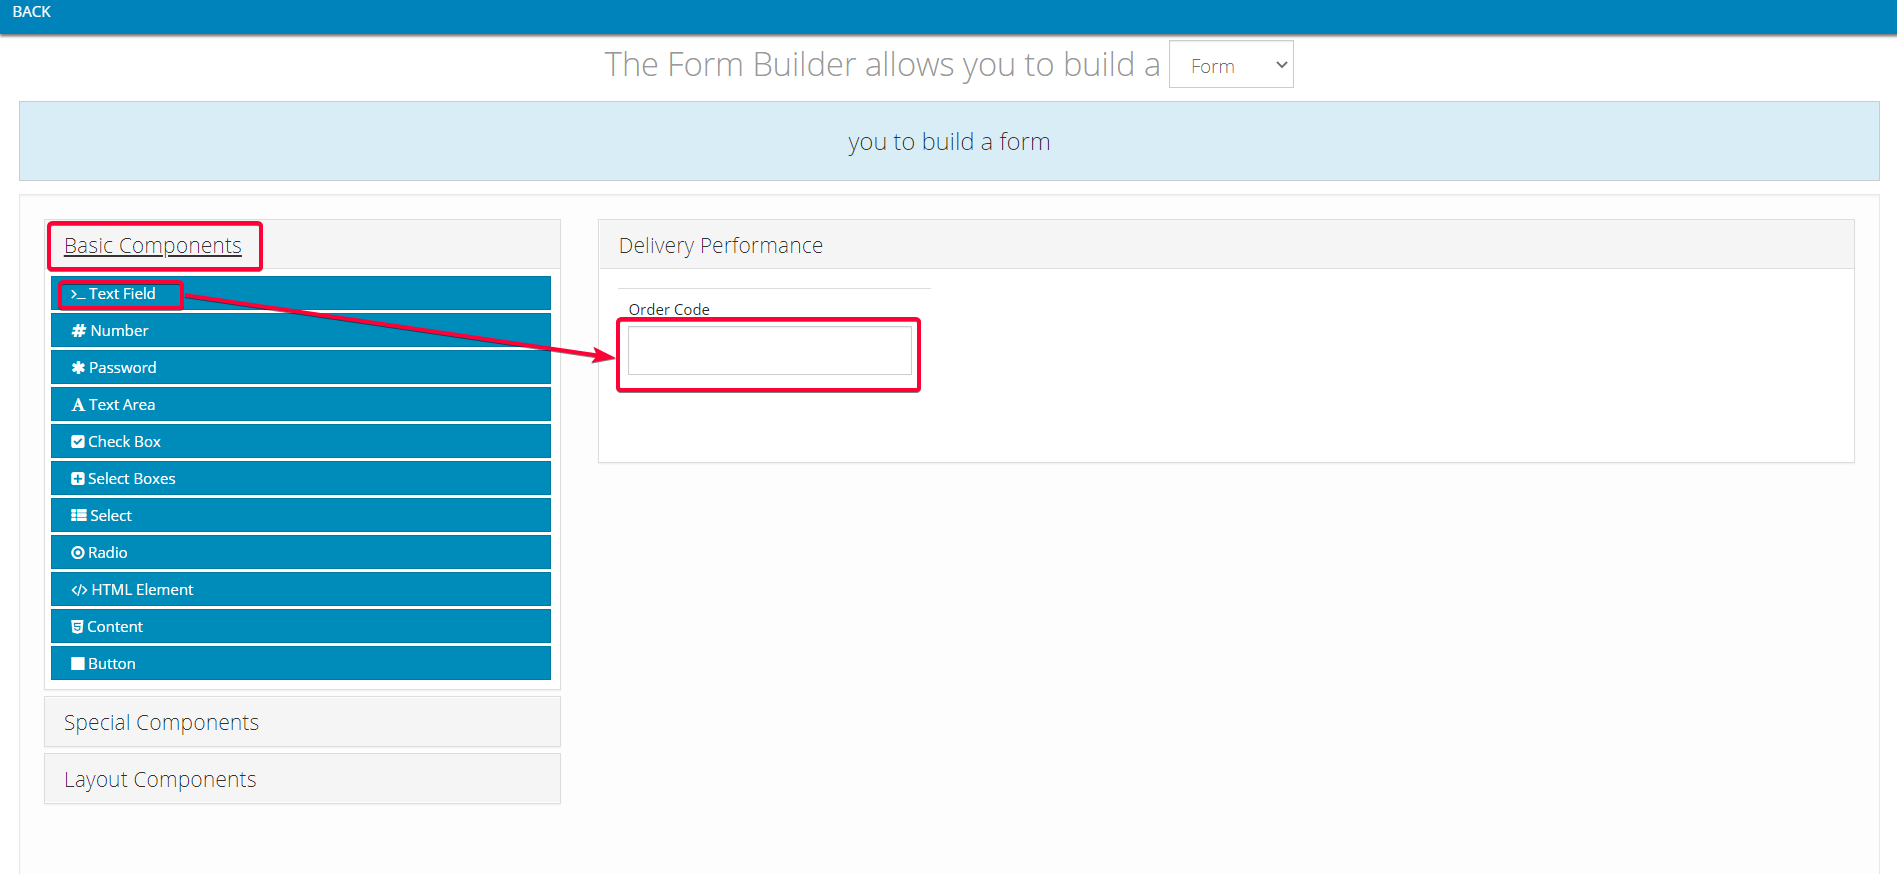 BACK
The Form Builder allows you to build a Form
you to build a form
Basic Components
Text Field
Number
Password
Text Area
Check Box
Select Boxes
Select
Radio
HTML Element
Content
Button
Special Components
Layout Components
Delivery Performance
Order Code